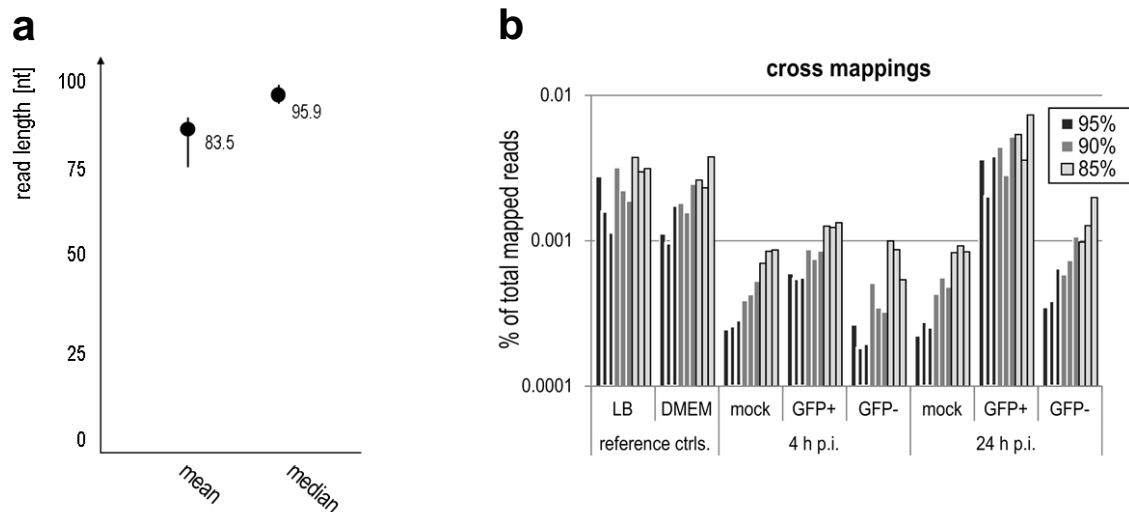 a
read length [nt]
100
75
50
25
0
83.5
95.9
mean
median
b
cross mappings
% of total mapped reads
0.01
0.001
0.0001
95%
90%
85%
LB DMEM mock GFP+ GFP- mock GFP+ GFP-
reference ctrls. 4 h p.i. 24 h p.i.